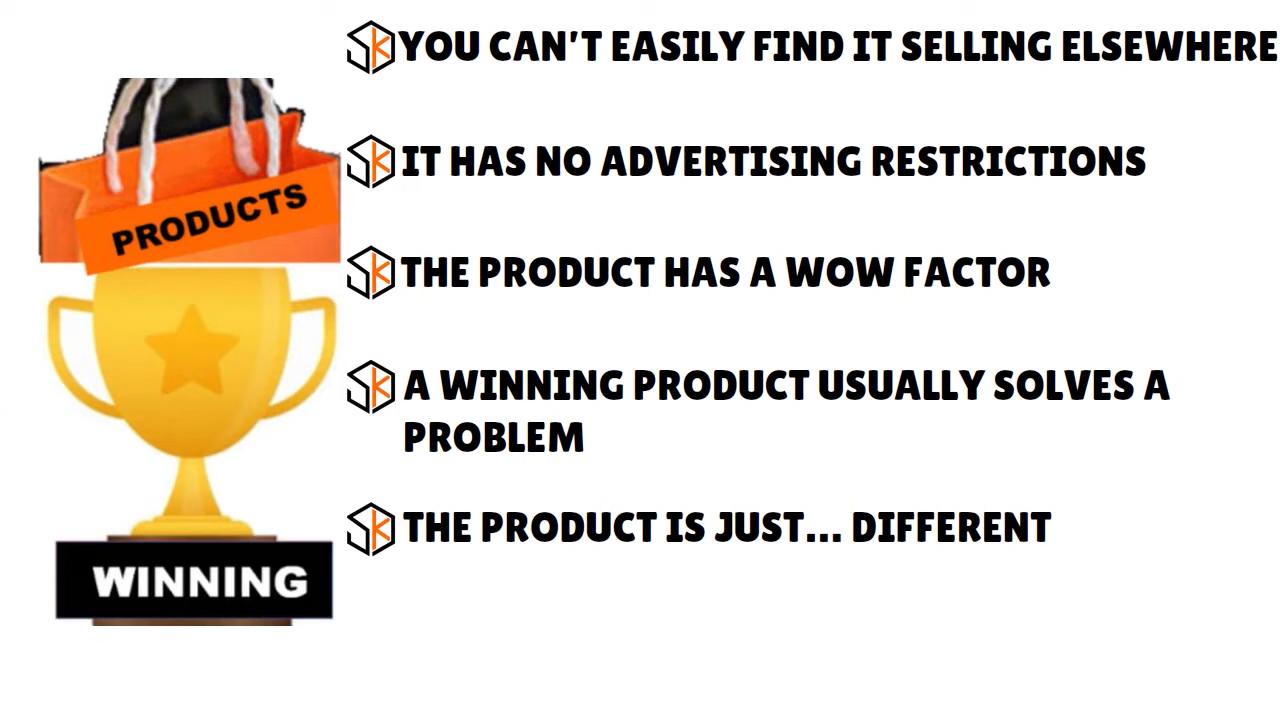 YOU CAN'T EASILY FIND IT SELLING ELSEWHERE
IT HAS NO ADVERTISING RESTRICTIONS
PRODUCTS
THE PRODUCT HAS A WOW FACTOR
A WINNING PRODUCT USUALLY SOLVES A
PROBLEM
THE PRODUCT IS JUST... DIFFERENT
WINNING